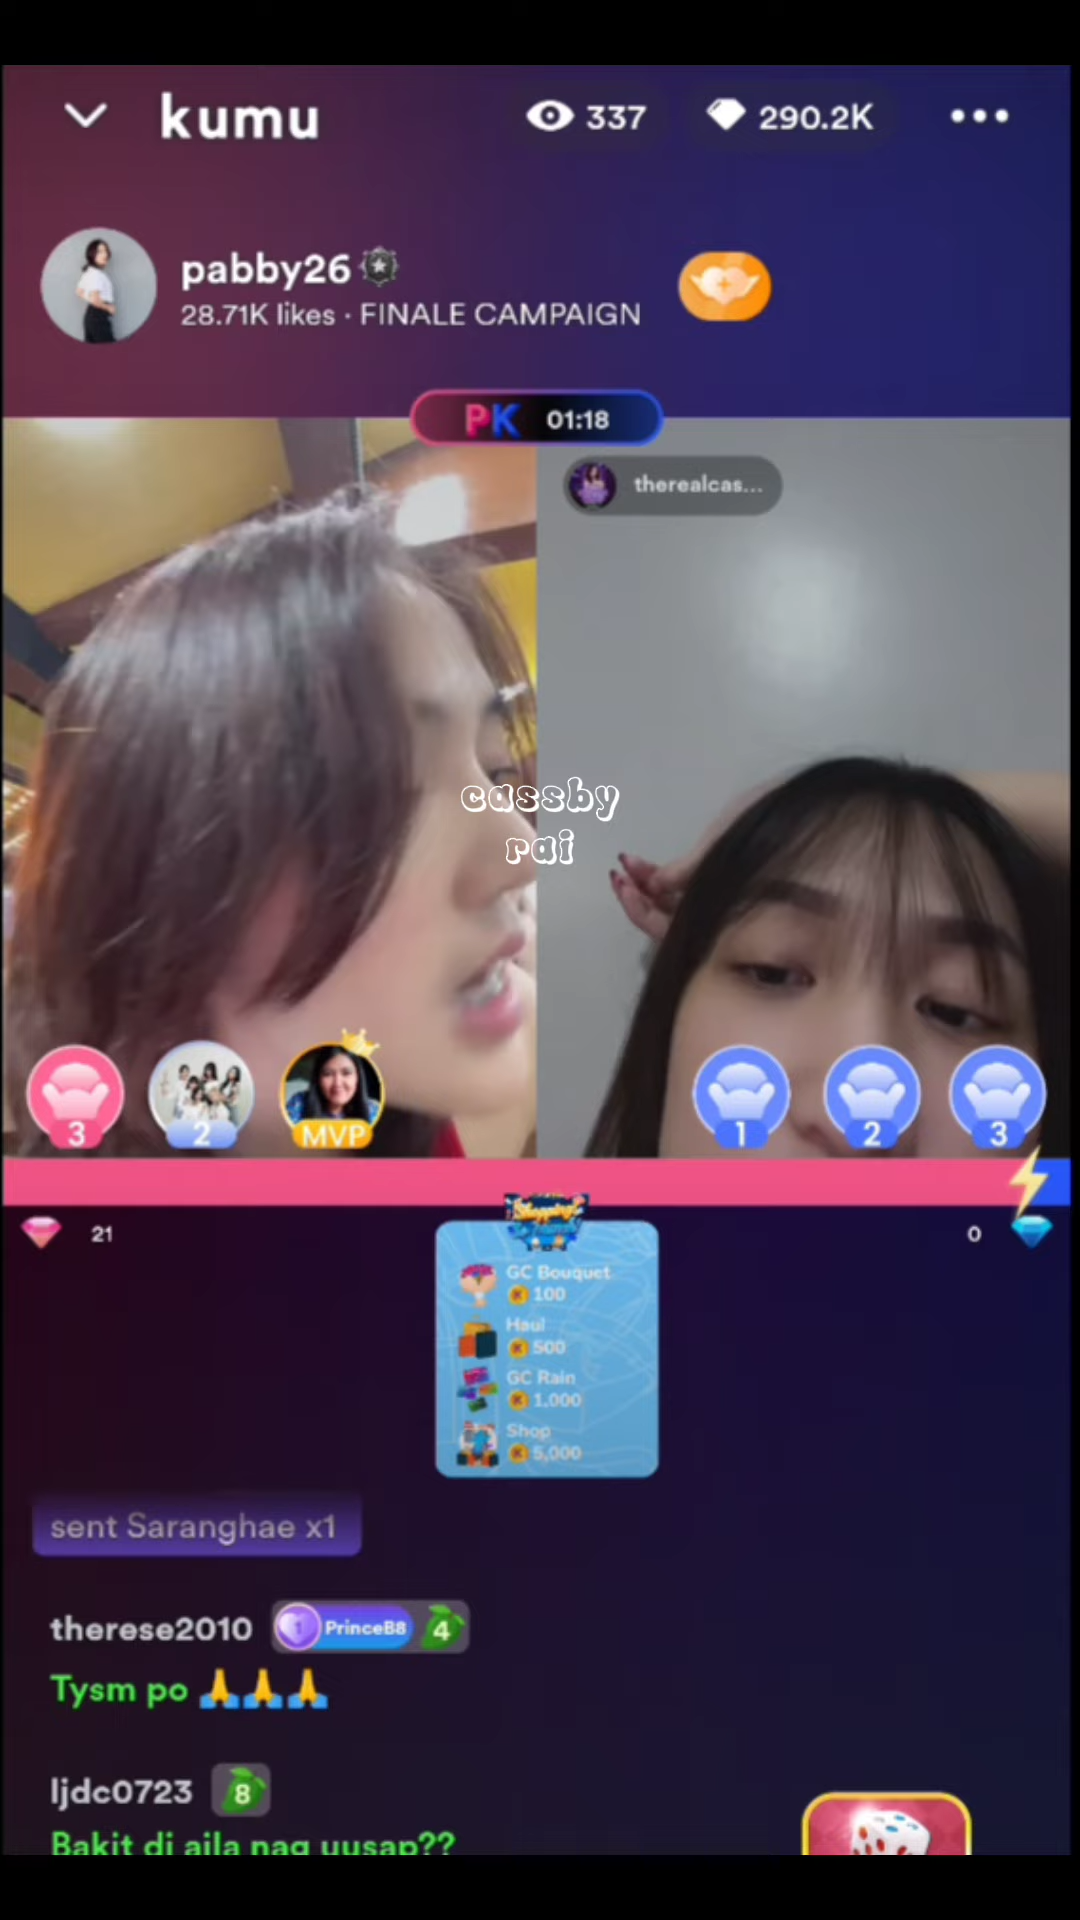 kumu
337
290.2K
pabby26
28.71K likes · FINALE CAMPAIGN
PK 01:18
therealcas...
cassby
rai
3
2
MVP
1
2
3
21
0
Shopping
GC Bouquet
100
Haul
500
GC Rain
1,000
Shop
5,000
sent Saranghae x1
therese2010 1 PrinceB8 4
Tysm po 🙏🙏🙏
ljdc0723 8
Bakit di aila nag uusap??